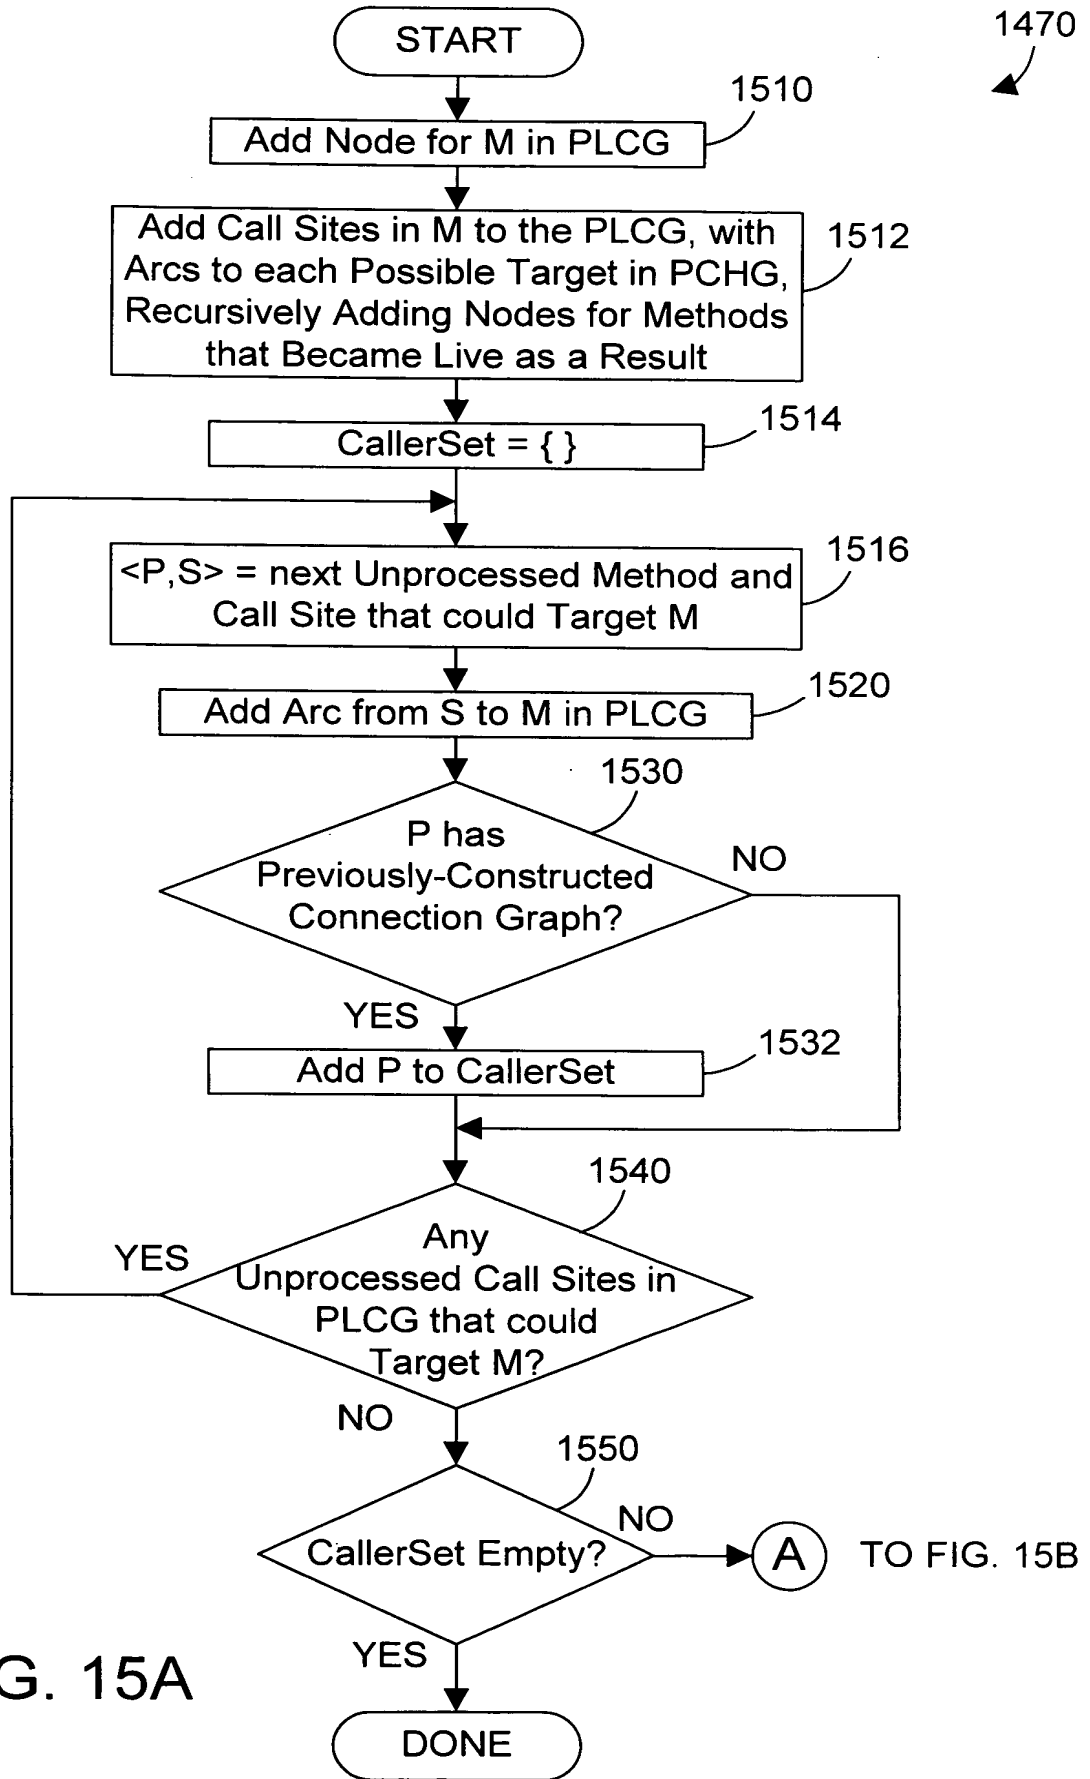 START
1470
1510
Add Node for M in PLCG
Add Call Sites in M to the PLCG, with
Arcs to each Possible Target in PCHG,
Recursively Adding Nodes for Methods
that Became Live as a Result
1512
1514
CallerSet = { }
1516
<P,S> = next Unprocessed Method and
Call Site that could Target M
1520
Add Arc from S to M in PLCG
1530
P has
Previously-Constructed
Connection Graph?
NO
YES
1532
Add P to CallerSet
1540
Any
Unprocessed Call Sites in
PLCG that could
Target M?
YES
NO
1550
CallerSet Empty?
NO
A
TO FIG. 15B
YES
G. 15A
DONE